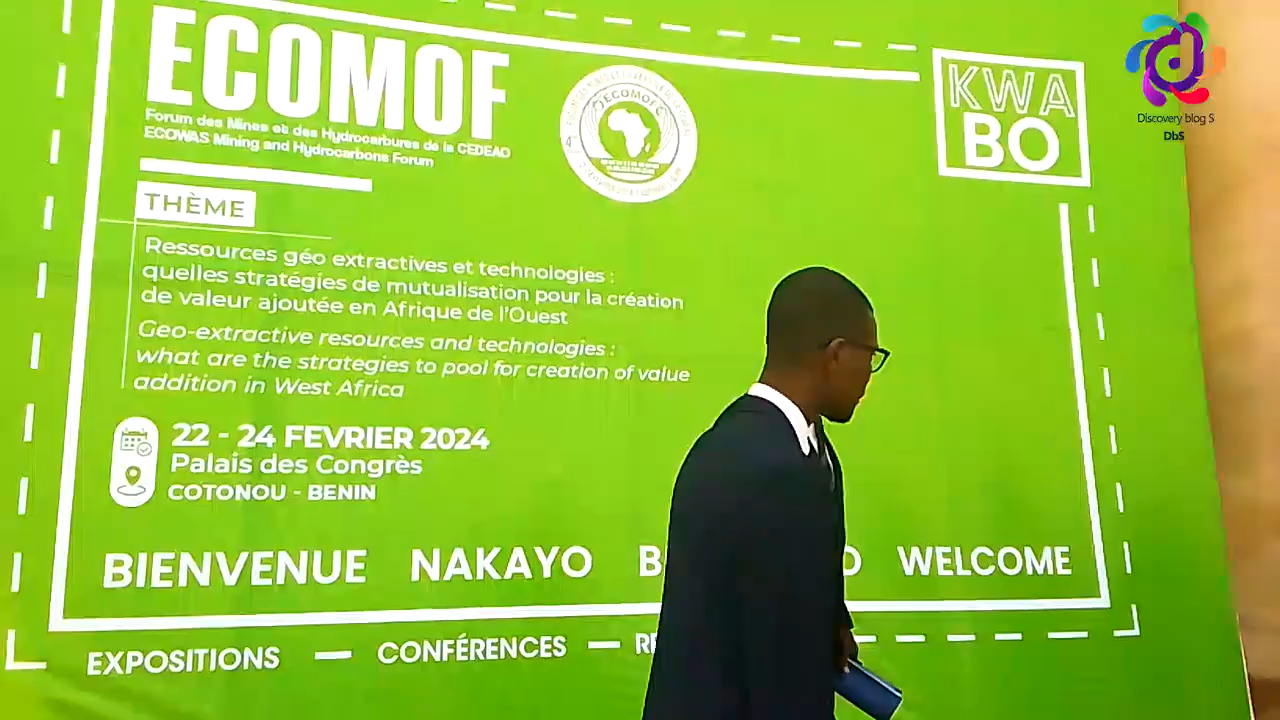 ECOMOF
Forum des Mines et des Hydrocarbures de la CEDEAO
ECOWAS Mining and Hydrocarbons Forum
ECOMOF
KWA
BO
Discovery blog S
DbS
THÈME
Ressources géo extractives et technologies :
quelles stratégies de mutualisation pour la création
de valeur ajoutée en Afrique de l'Ouest
Geo-extractive resources and technologies :
what are the strategies to pool for creation of value
addition in West Africa
22 - 24 FEVRIER 2024
Palais des Congrès
COTONOU - BENIN
BIENVENUE NAKAYO WELCOME
EXPOSITIONS — CONFÉRENCES —